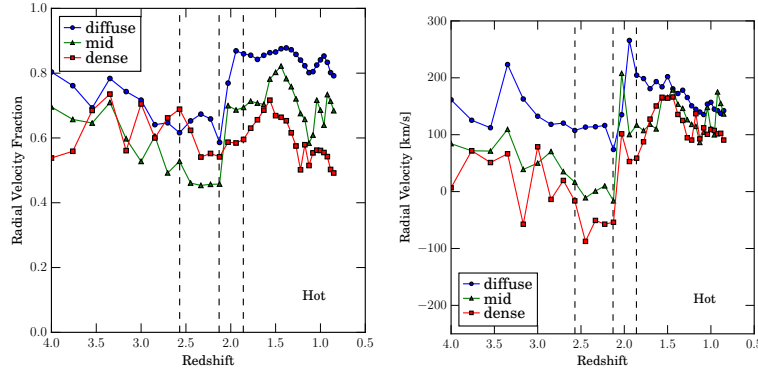 1.0
0.8
0.6
0.4
0.2
0.0
Radial Velocity Fraction
diffuse
mid
dense
Hot
4.0 3.5 3.0 2.5 2.0 1.5 1.0 0.5
Redshift
300
200
100
0
−100
−200
Radial Velocity [km/s]
diffuse
mid
dense
Hot
4.0 3.5 3.0 2.5 2.0 1.5 1.0 0.5
Redshift